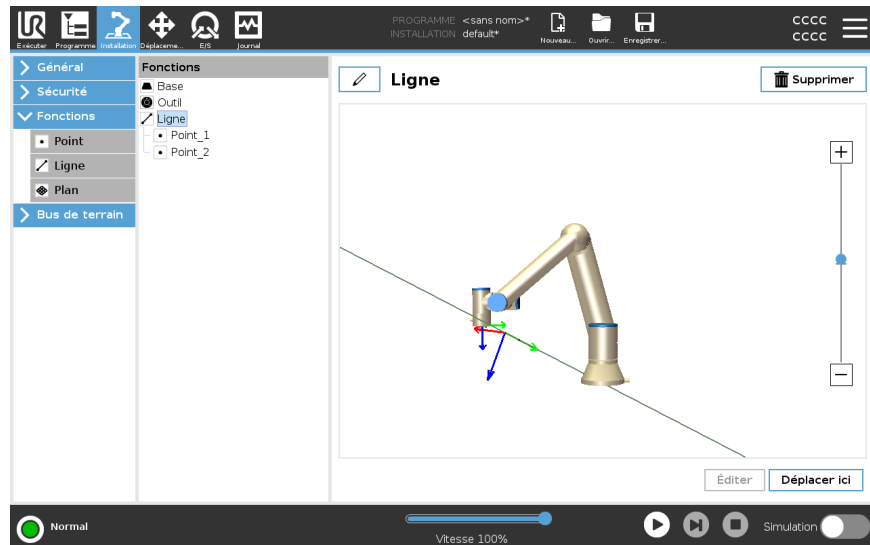 UR
PROGRAMME <sans nom>*
INSTALLATION default*
cccc
cccc
Exécuter Programme Installation Déplaceme... E/S Journal
Nouveau... Ouvrir... Enregistrer...
Général
Sécurité
Fonctions
Point
Ligne
Plan
Bus de terrain
Fonctions
Base
Outil
Ligne
Point_1
Point_2
Ligne
Supprimer
+
−
Éditer
Déplacer ici
Normal
Vitesse 100%
Simulation